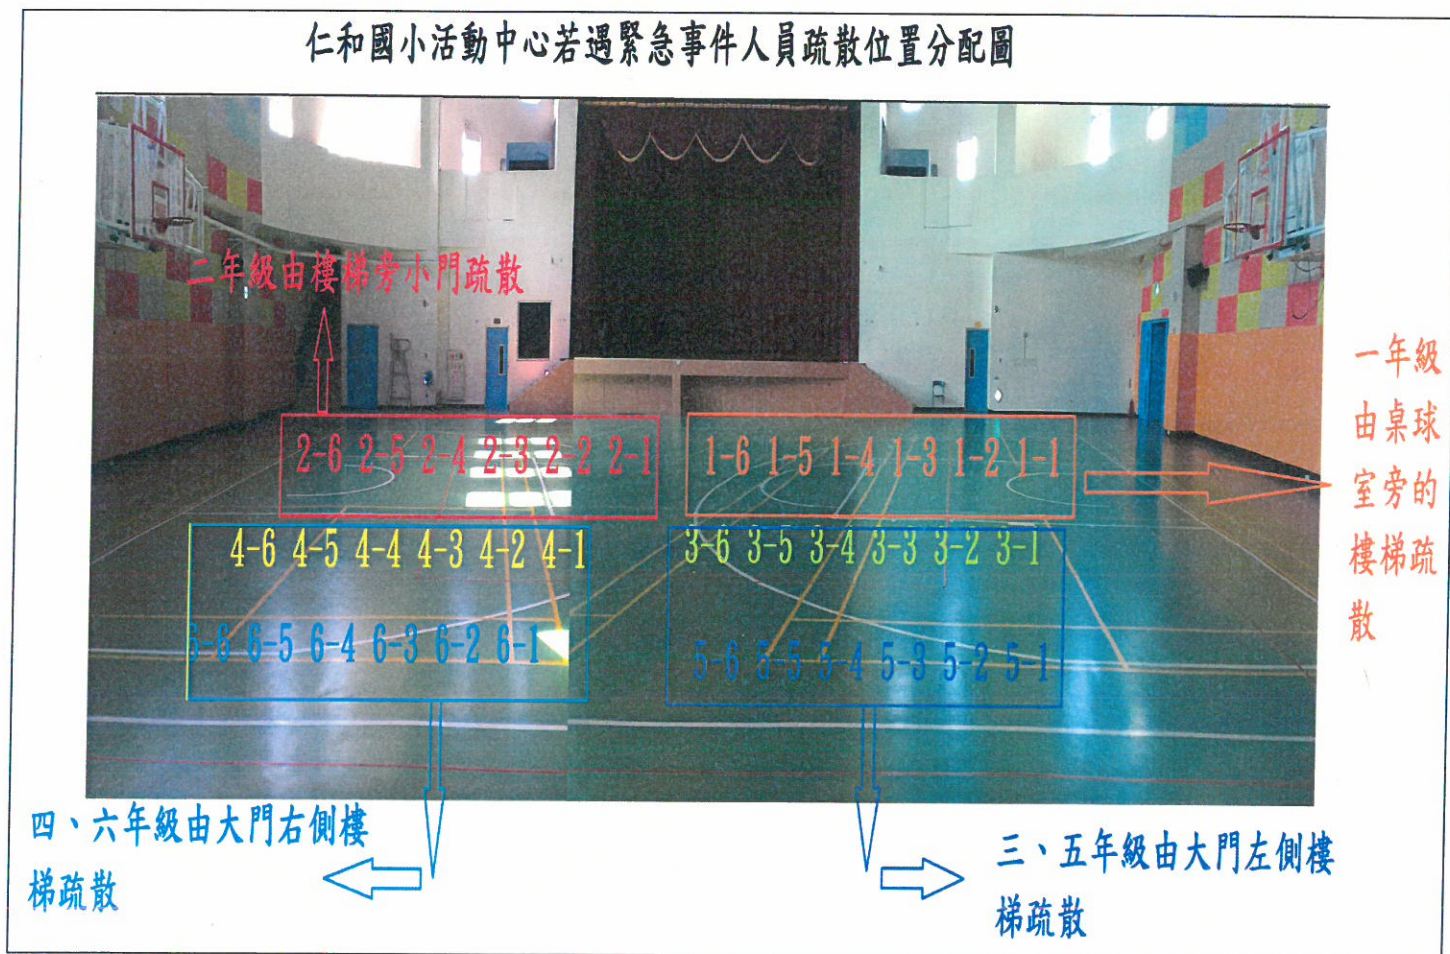 仁和國小活動中心若遇緊急事件人員疏散位置分配圖
二年級由樓梯旁小門疏散
一年級
由桌球
室旁的
樓梯疏
散
2-6 2-5 2-4 2-3 2-2 2-1
1-6 1-5 1-4 1-3 1-2 1-1
4-6 4-5 4-4 4-3 4-2 4-1
3-6 3-5 3-4 3-3 3-2 3-1
6-6 6-5 6-4 6-3 6-2 6-1
5-6 5-5 5-4 5-3 5-2 5-1
四、六年級由大門右側樓
梯疏散
三、五年級由大門左側樓
梯疏散